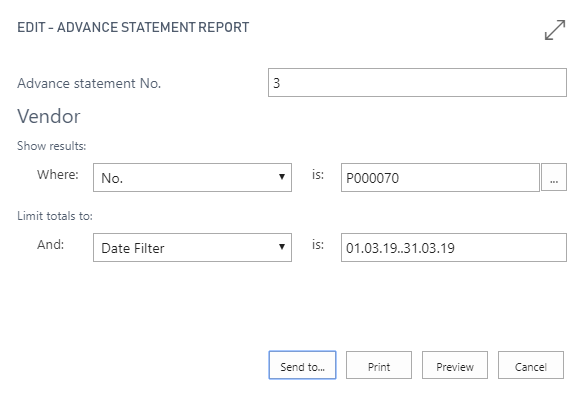 EDIT - ADVANCE STATEMENT REPORT
Advance statement No. 3
Vendor
Show results:
Where: No. is: P000070 ...
Limit totals to:
And: Date Filter is: 01.03.19..31.03.19
Send to... Print Preview Cancel